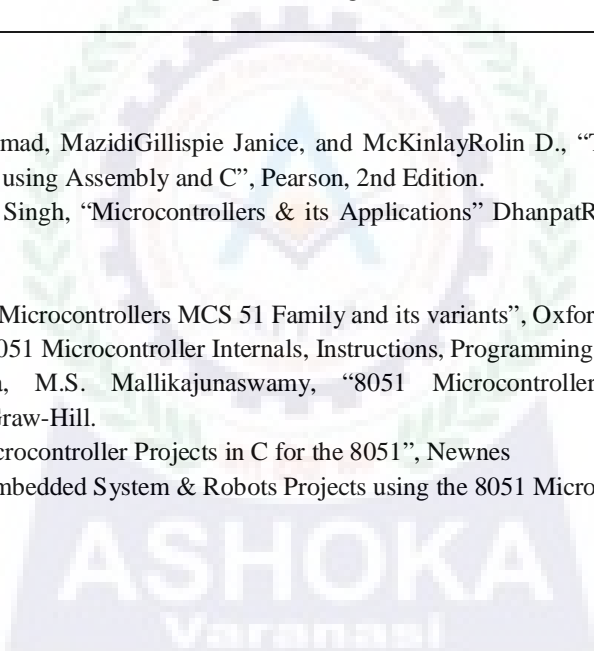 mad, MazidiGillispie Janice, and McKinlayRolin D., “T
using Assembly and C”, Pearson, 2nd Edition.
Singh, “Microcontrollers & its Applications” DhanpatR
Microcontrollers MCS 51 Family and its variants”, Oxfor
051 Microcontroller Internals, Instructions, Programming
M.S. Mallikajunaswamy, “8051 Microcontroller
raw-Hill.
crocontroller Projects in C for the 8051”, Newnes
mbedded System & Robots Projects using the 8051 Micro
ASHOKA
Varanasi